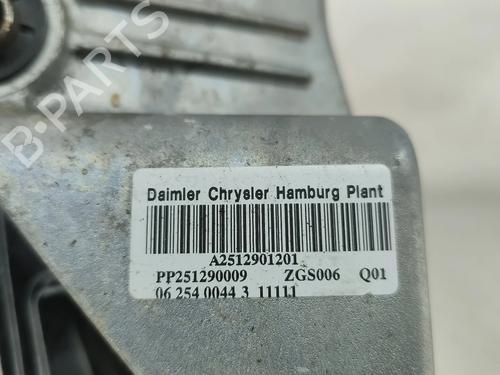 B-PARTS
Daimler Chrysler Hamburg Plant
A2512901201
PP251290009 ZGS006 Q01
06 254 0044 3 11111